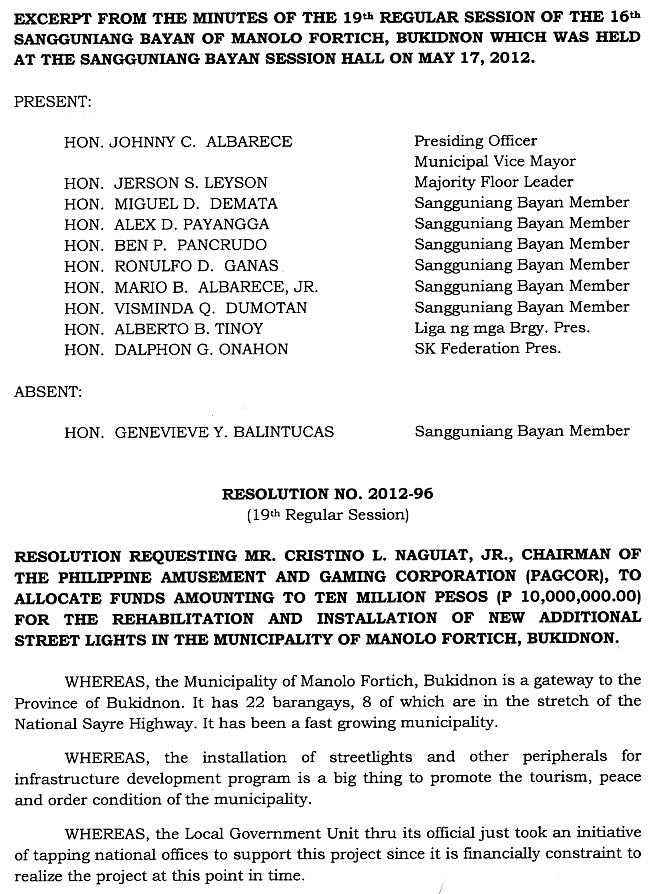 EXCERPT FROM THE MINUTES OF THE 19th REGULAR SESSION OF THE 16th
SANGGUNIANG BAYAN OF MANOLO FORTICH, BUKIDNON WHICH WAS HELD
AT THE SANGGUNIANG BAYAN SESSION HALL ON MAY 17, 2012.
PRESENT:
HON. JOHNNY C. ALBARECE Presiding Officer
Municipal Vice Mayor
HON. JERSON S. LEYSON Majority Floor Leader
HON. MIGUEL D. DEMATA Sangguniang Bayan Member
HON. ALEX D. PAYANGGA Sangguniang Bayan Member
HON. BEN P. PANCRUDO Sangguniang Bayan Member
HON. RONULFO D. GANAS Sangguniang Bayan Member
HON. MARIO B. ALBARECE, JR. Sangguniang Bayan Member
HON. VISMINDA Q. DUMOTAN Sangguniang Bayan Member
HON. ALBERTO B. TINOY Liga ng mga Brgy. Pres.
HON. DALPHON G. ONAHON SK Federation Pres.
ABSENT:
HON. GENEVIEVE Y. BALINTUCAS Sangguniang Bayan Member
RESOLUTION NO. 2012-96
(19th Regular Session)
RESOLUTION REQUESTING MR. CRISTINO L. NAGUIAT, JR., CHAIRMAN OF
THE PHILIPPINE AMUSEMENT AND GAMING CORPORATION (PAGCOR), TO
ALLOCATE FUNDS AMOUNTING TO TEN MILLION PESOS (P 10,000,000.00)
FOR THE REHABILITATION AND INSTALLATION OF NEW ADDITIONAL
STREET LIGHTS IN THE MUNICIPALITY OF MANOLO FORTICH, BUKIDNON.
WHEREAS, the Municipality of Manolo Fortich, Bukidnon is a gateway to the
Province of Bukidnon. It has 22 barangays, 8 of which are in the stretch of the
National Sayre Highway. It has been a fast growing municipality.
WHEREAS, the installation of streetlights and other peripherals for
infrastructure development program is a big thing to promote the tourism, peace
and order condition of the municipality.
WHEREAS, the Local Government Unit thru its official just took an initiative
of tapping national offices to support this project since it is financially constraint to
realize the project at this point in time.